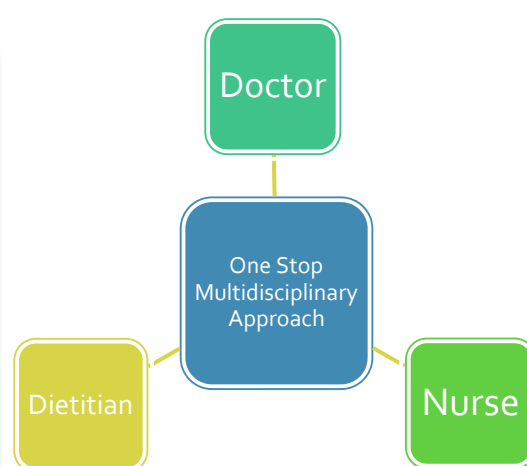 Doctor
One Stop
Multidisciplinary
Approach
Dietitian
Nurse